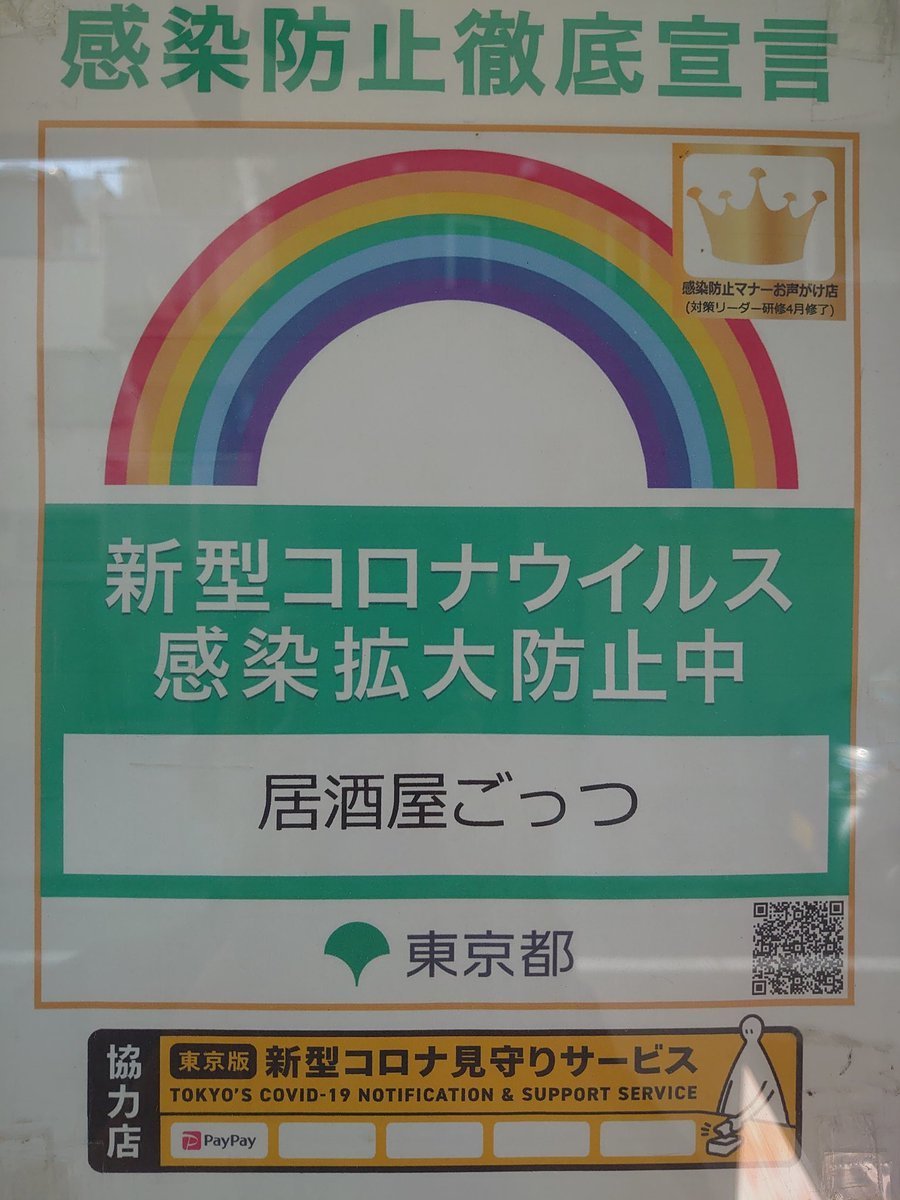 感染防止徹底宣言
感染防止マナーお声がけ店
(対策リーダー研修4月修了)
新型コロナウイルス
感染拡大防止中
居酒屋ごっつ
東京都
協力店
東京版 新型コロナ見守りサービス
TOKYO'S COVID-19 NOTIFICATION & SUPPORT SERVICE
PayPay